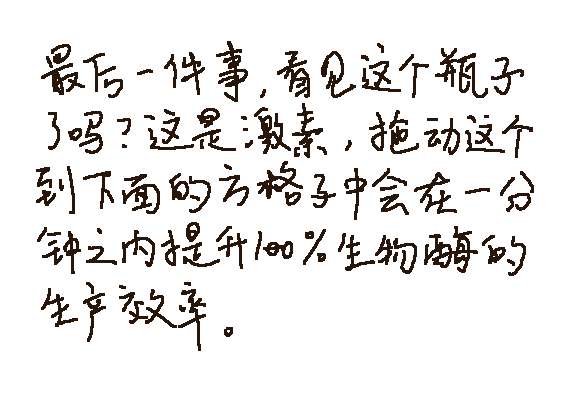 最后一件事,看见这个瓶子
了吗?这是激素,拖动这个
到下面的方格子中会在一分
钟之内提升100%生物酶的
生产效率。